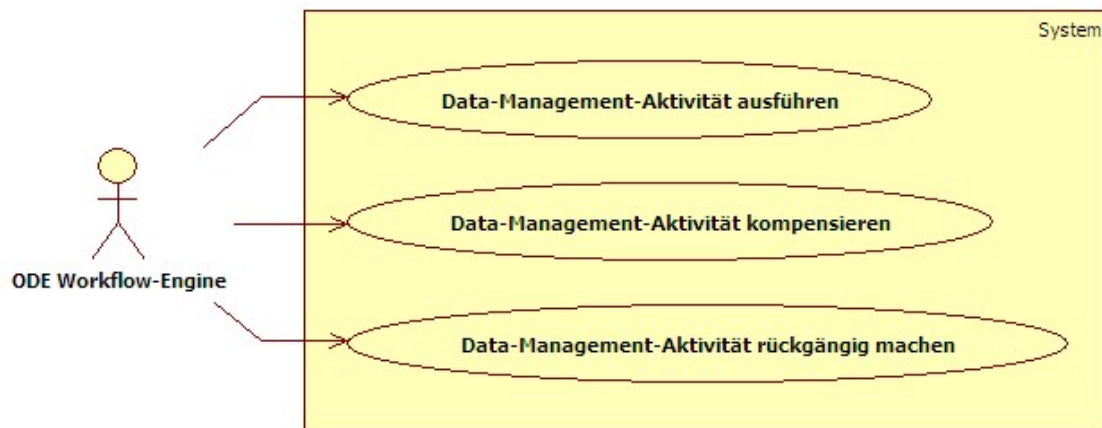 System
Data-Management-Aktivität ausführen
Data-Management-Aktivität kompensieren
ODE Workflow-Engine
Data-Management-Aktivität rückgängig machen